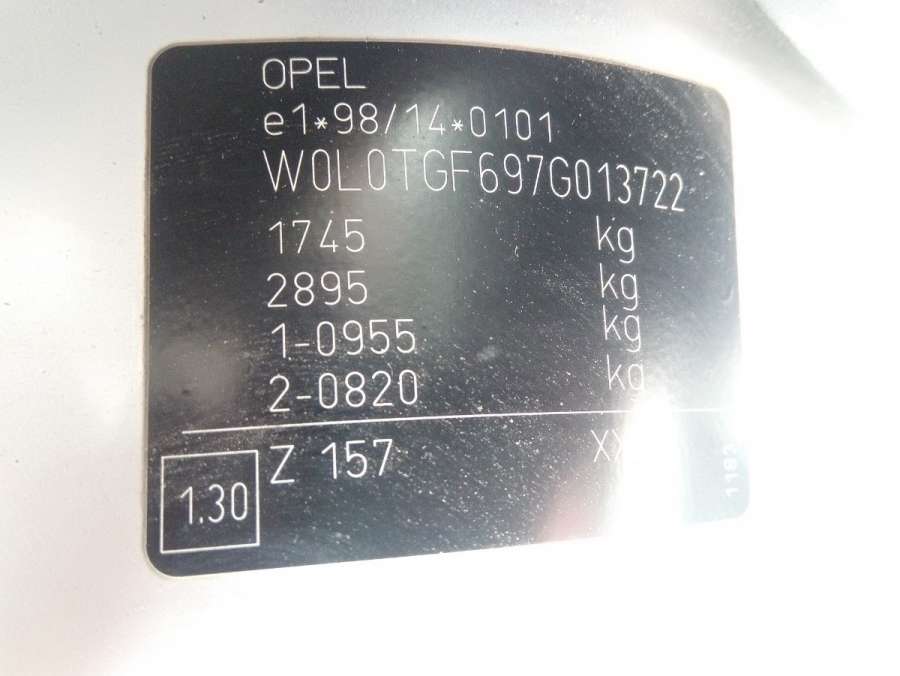 OPEL
e1*98/14*0101
W0L0TGF697G013722
1745 kg
2895 kg
1-0955 kg
2-0820 kg
Z 157
1.30